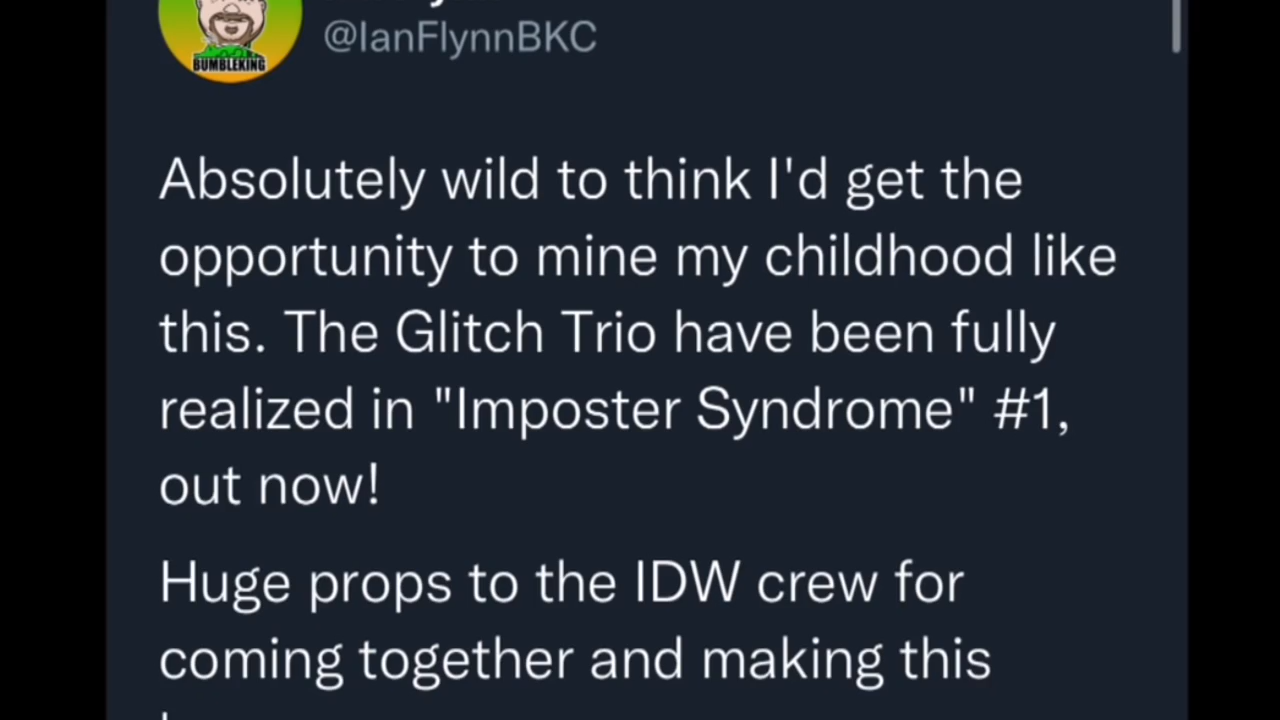 @IanFlynnBKC
BUMBLEKING
Absolutely wild to think I'd get the
opportunity to mine my childhood like
this. The Glitch Trio have been fully
realized in "Imposter Syndrome" #1,
out now!
Huge props to the IDW crew for
coming together and making this